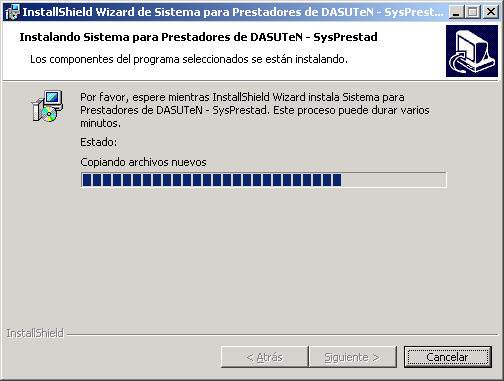 InstallShield Wizard de Sistema para Prestadores de DASUTeN - SysPrest...
Instalando Sistema para Prestadores de DASUTeN - SysPrestad
Los componentes del programa seleccionados se están instalando.
Por favor, espere mientras InstallShield Wizard instala Sistema para
Prestadores de DASUTeN - SysPrestad. Este proceso puede durar varios
minutos.
Estado:
Copiando archivos nuevos
InstallShield
< Atrás
Siguiente >
Cancelar